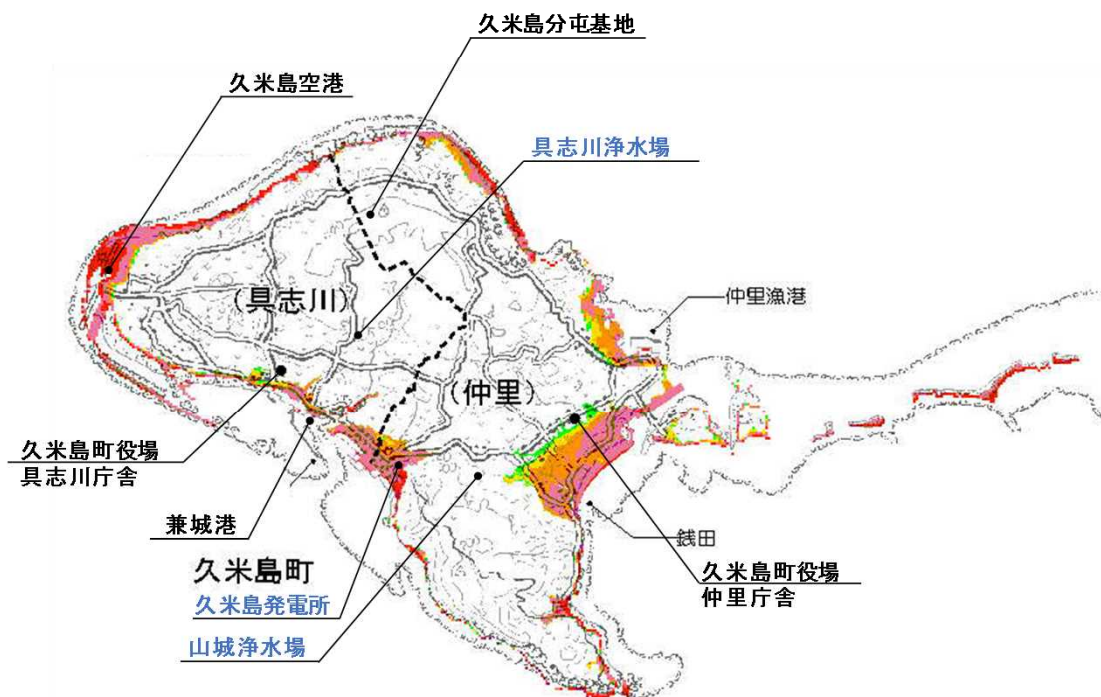 久米島分屯基地
久米島空港
具志川浄水場
(具志川)
仲里漁港
(仲里)
久米島町役場
具志川庁舎
兼城港
銭田
久米島町
久米島町役場
仲里庁舎
久米島発電所
山城浄水場